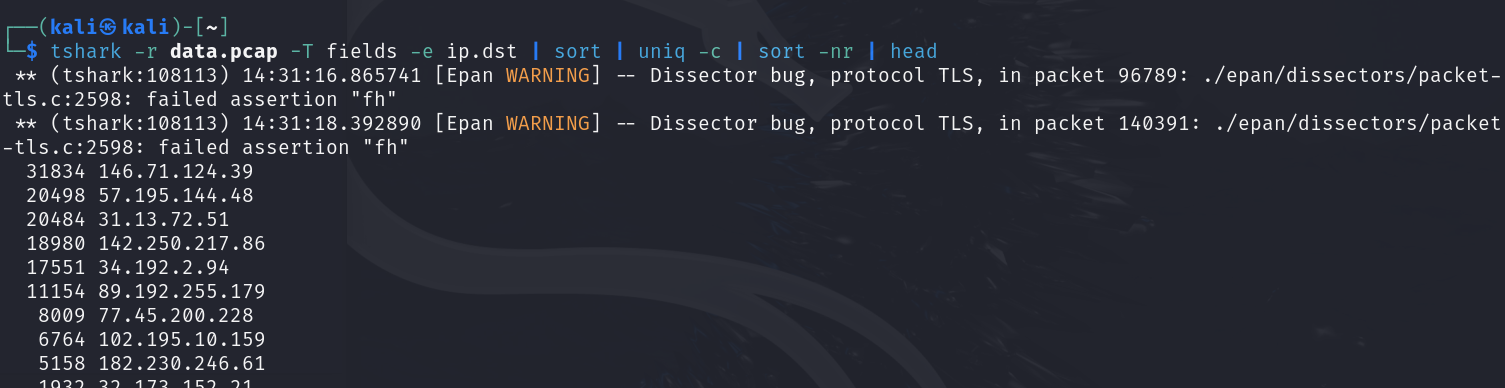 ┌──(kali㉿kali)-[~]
└─$ tshark -r data.pcap -T fields -e ip.dst | sort | uniq -c | sort -nr | head
 ** (tshark:108113) 14:31:16.865741 [Epan WARNING] -- Dissector bug, protocol TLS, in packet 96789: ./epan/dissectors/packet-
tls.c:2598: failed assertion "fh"
 ** (tshark:108113) 14:31:18.392890 [Epan WARNING] -- Dissector bug, protocol TLS, in packet 140391: ./epan/dissectors/packet
-tls.c:2598: failed assertion "fh"
  31834 146.71.124.39
  20498 57.195.144.48
  20484 31.13.72.51
  18980 142.250.217.86
  17551 34.192.2.94
  11154 89.192.255.179
   8009 77.45.200.228
   6764 102.195.10.159
   5158 182.230.246.61
   1932 32.173.152.21